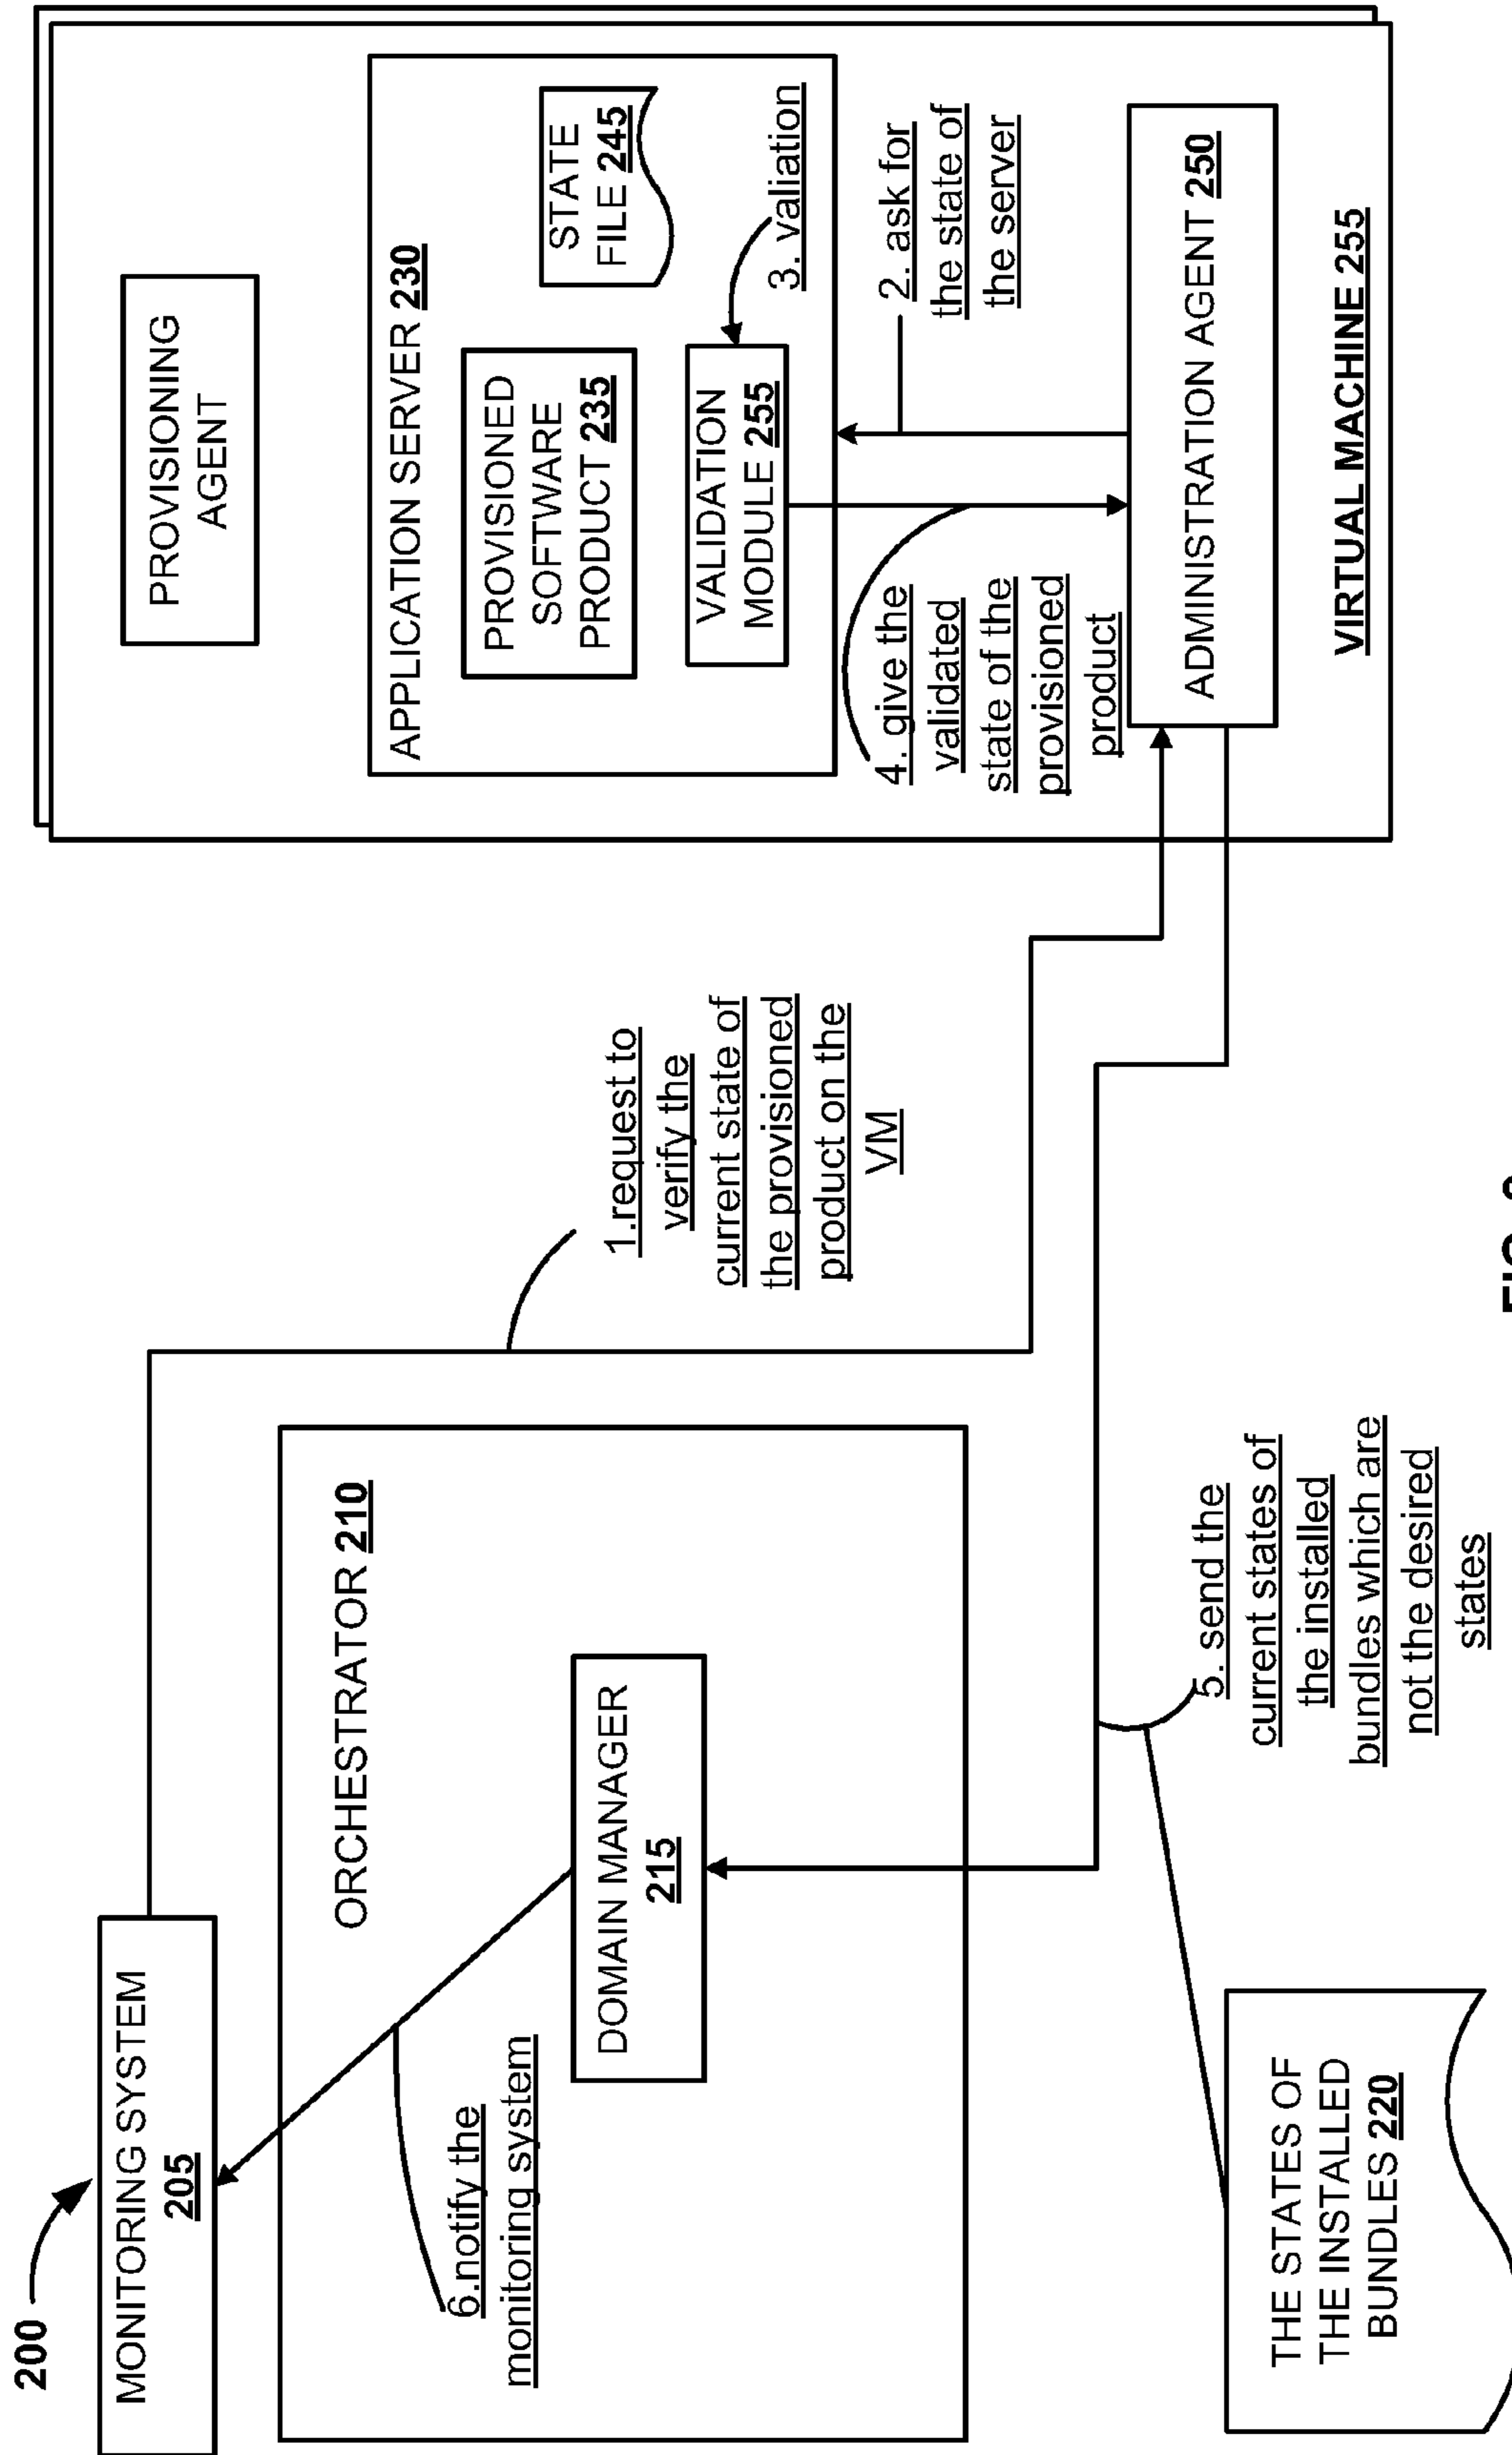 200
MONITORING SYSTEM
205
ORCHESTRATOR 210
DOMAIN MANAGER
215
6.notify the
monitoring system
THE STATES OF
THE INSTALLED
BUNDLES 220
5. send the
current states of
the installed
bundles which are
not the desired
states
1.request to
verify the
current state of
the provisioned
product on the
VM
PROVISIONING
AGENT
APPLICATION SERVER 230
PROVISIONED
SOFTWARE
PRODUCT 235
STATE
FILE 245
VALIDATION
MODULE 255
3. valiation
2. ask for
the state of
the server
4. give the
validated
state of the
provisioned
product
ADMINISTRATION AGENT 250
VIRTUAL MACHINE 255
FIG.